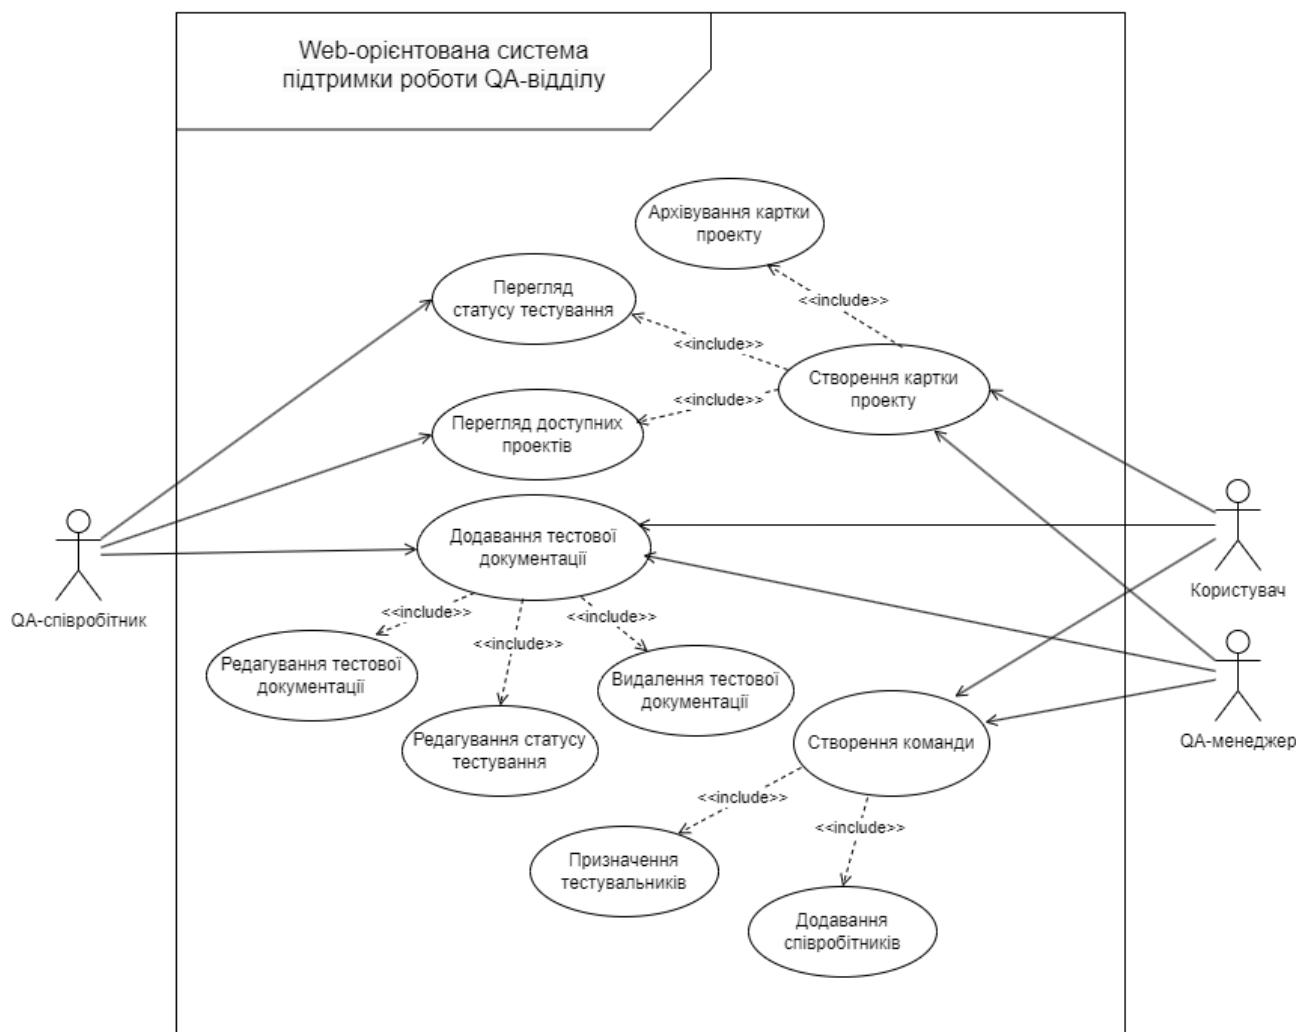 Web-орієнтована система
підтримки роботи QA-відділу
Архівування картки
проекту
Перегляд
статусу тестування
<<include>>
<<include>>
Створення картки
проекту
<<include>>
Перегляд доступних
проектів
Додавання тестової
документації
QA-співробітник
Користувач
<<include>>
<<include>>
<<include>>
Редагування тестової
документації
Видалення тестової
документації
Редагування статусу
тестування
Створення команди
QA-менеджер
<<include>>
<<include>>
Призначення
тестувальників
Додавання
співробітників